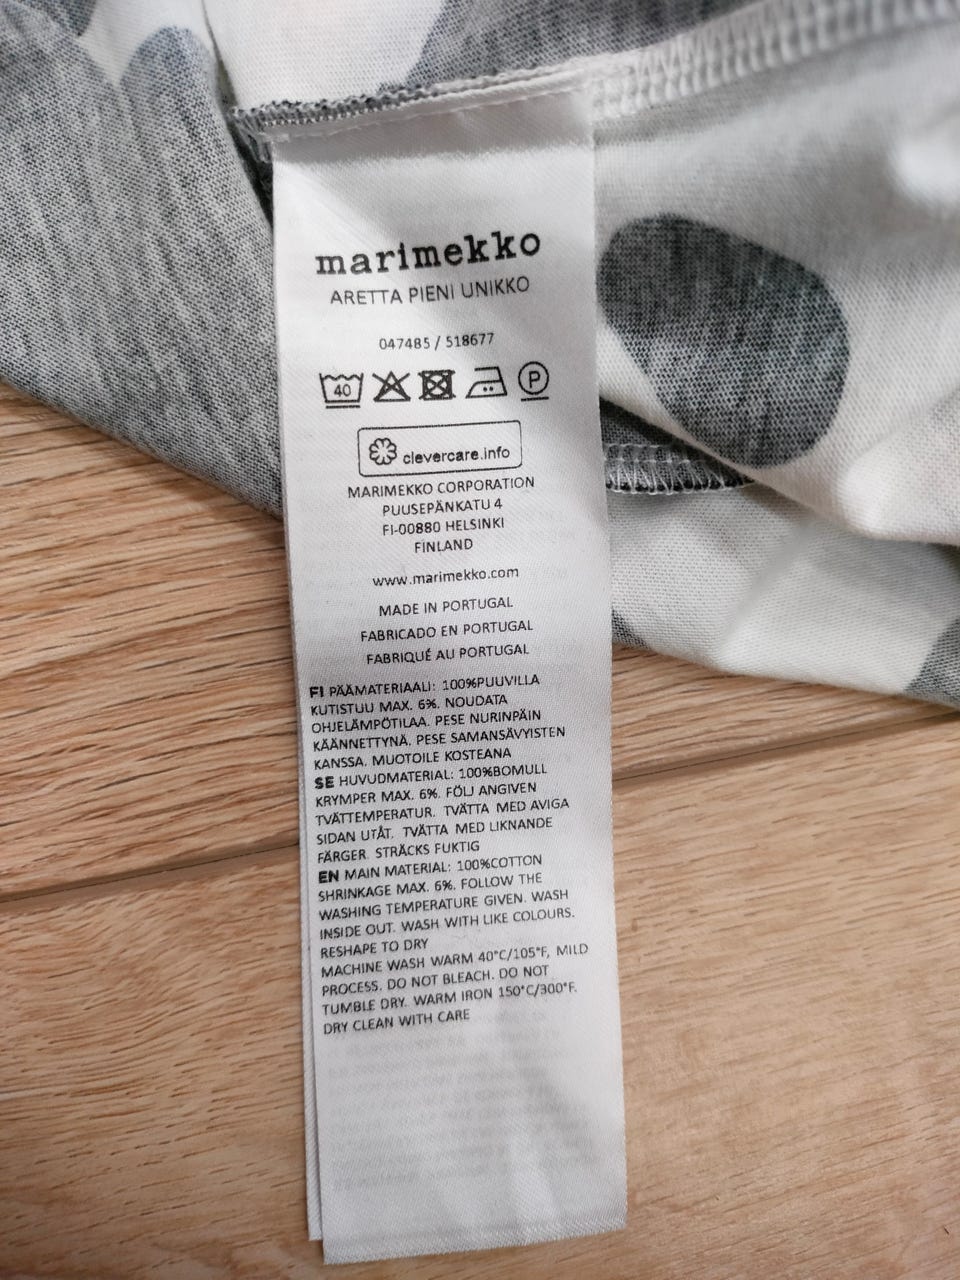 marimekko
ARETTA PIENI UNIKKO
047485 / 518677
40
P
clevercare.info
MARIMEKKO CORPORATION
PUUSEPÄNKATU 4
FI-00880 HELSINKI
FINLAND
www.marimekko.com
MADE IN PORTUGAL
FABRICADO EN PORTUGAL
FABRIQUÉ AU PORTUGAL
FI PÄÄMATERIAALI: 100%PUUVILLA
KUTISTUU MAX. 6%. NOUDATA
OHJELÄMPÖTILAA. PESE NURINPÄIN
KÄÄNNETTYNÄ. PESE SAMANSÄVYISTEN
KANSSA. MUOTOILE KOSTEANA
SE HUVUDMATERIAL: 100%BOMULL
KRYMPER MAX. 6%. FÖLJ ANGIVEN
TVÄTTEMPERATUR. TVÄTTA MED AVIGA
SIDAN UTÅT. TVÄTTA MED LIKNANDE
FÄRGER. STRÄCKS FUKTIG
EN MAIN MATERIAL: 100%COTTON
SHRINKAGE MAX. 6%. FOLLOW THE
WASHING TEMPERATURE GIVEN. WASH
INSIDE OUT. WASH WITH LIKE COLOURS.
RESHAPE TO DRY
MACHINE WASH WARM 40°C/105°F, MILD
PROCESS. DO NOT BLEACH. DO NOT
TUMBLE DRY. WARM IRON 150°C/300°F.
DRY CLEAN WITH CARE